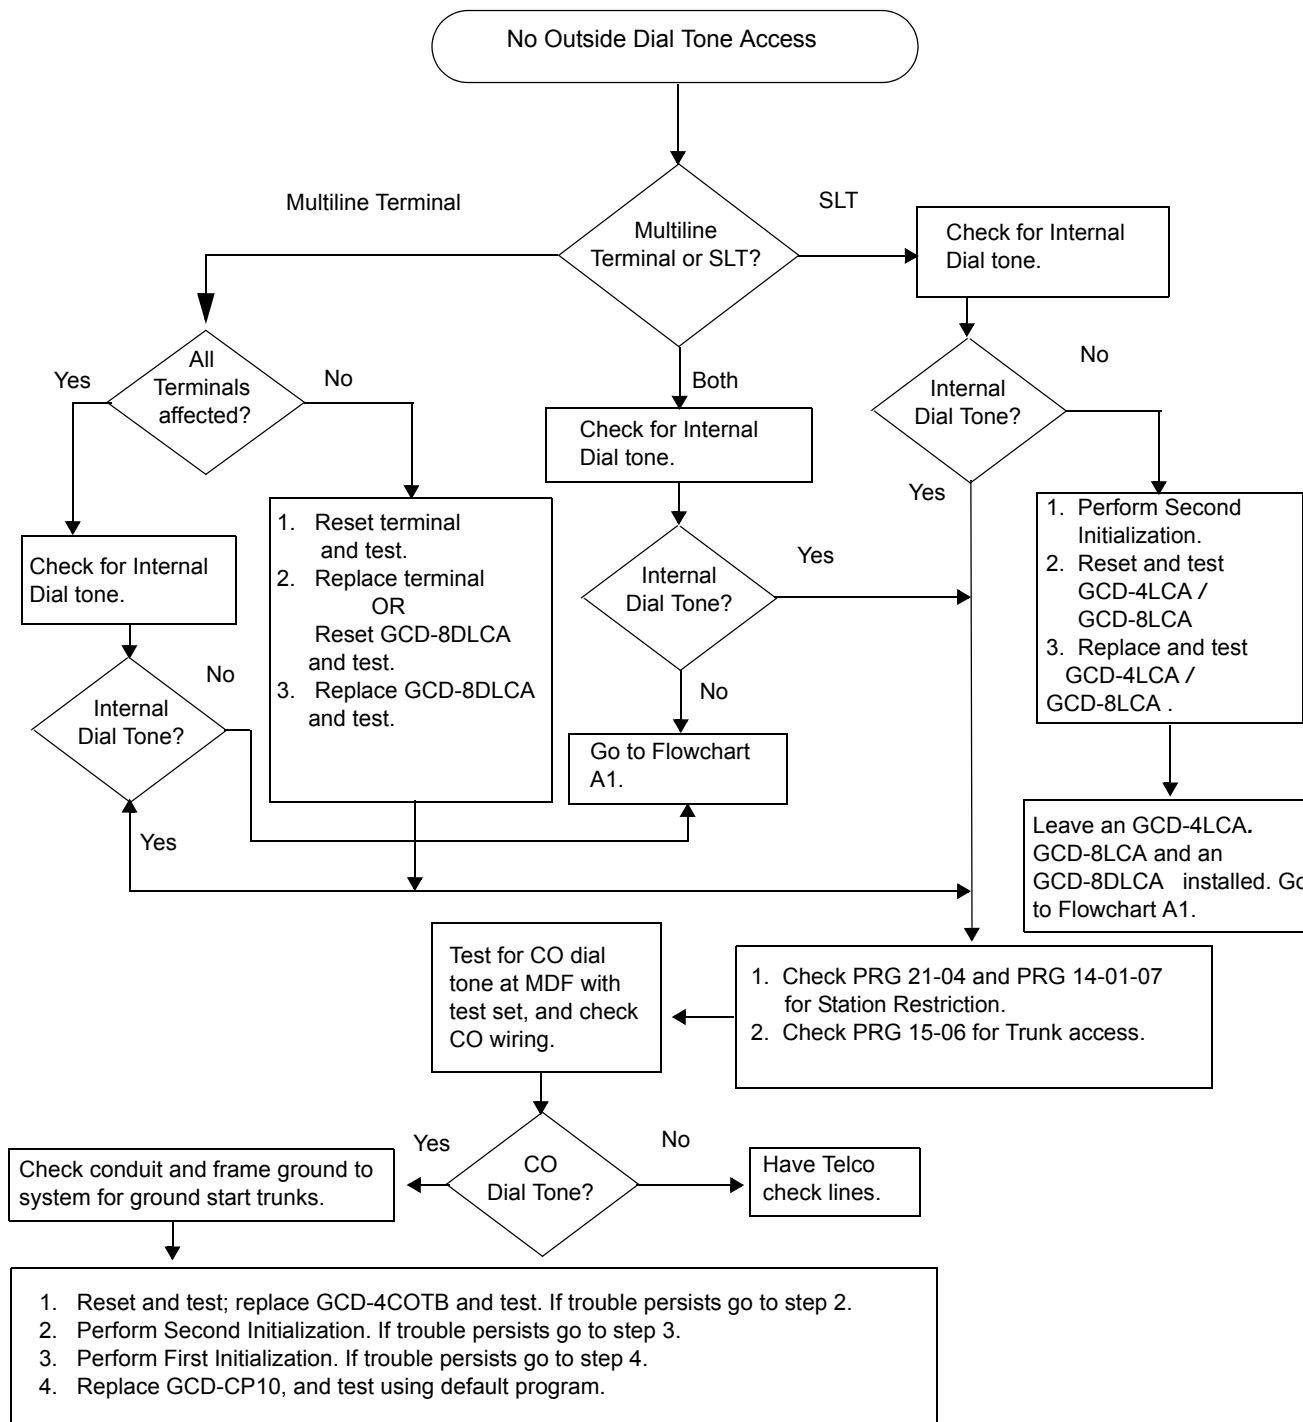 No Outside Dial Tone Access
Multiline Terminal
SLT
Multiline
Terminal or SLT?
Check for Internal
Dial tone.
All
Terminals
affected?
Yes
No
Both
No
Internal
Dial Tone?
Check for Internal
Dial tone.
Yes
1. Reset terminal
and test.
2. Replace terminal
OR
Reset GCD-8DLCA
and test.
3. Replace GCD-8DLCA
and test.
1. Perform Second
Initialization.
2. Reset and test
GCD-4LCA /
GCD-8LCA
3. Replace and test
GCD-4LCA /
GCD-8LCA .
Check for Internal
Dial tone.
Internal
Dial Tone?
Yes
No
Internal
Dial Tone?
No
Go to Flowchart
A1.
Yes
Leave an GCD-4LCA.
GCD-8LCA and an
GCD-8DLCA installed. Go
to Flowchart A1.
Test for CO dial
tone at MDF with
test set, and check
CO wiring.
1. Check PRG 21-04 and PRG 14-01-07
for Station Restriction.
2. Check PRG 15-06 for Trunk access.
Yes
No
CO
Dial Tone?
Check conduit and frame ground to
system for ground start trunks.
Have Telco
check lines.
1. Reset and test; replace GCD-4COTB and test. If trouble persists go to step 2.
2. Perform Second Initialization. If trouble persists go to step 3.
3. Perform First Initialization. If trouble persists go to step 4.
4. Replace GCD-CP10, and test using default program.